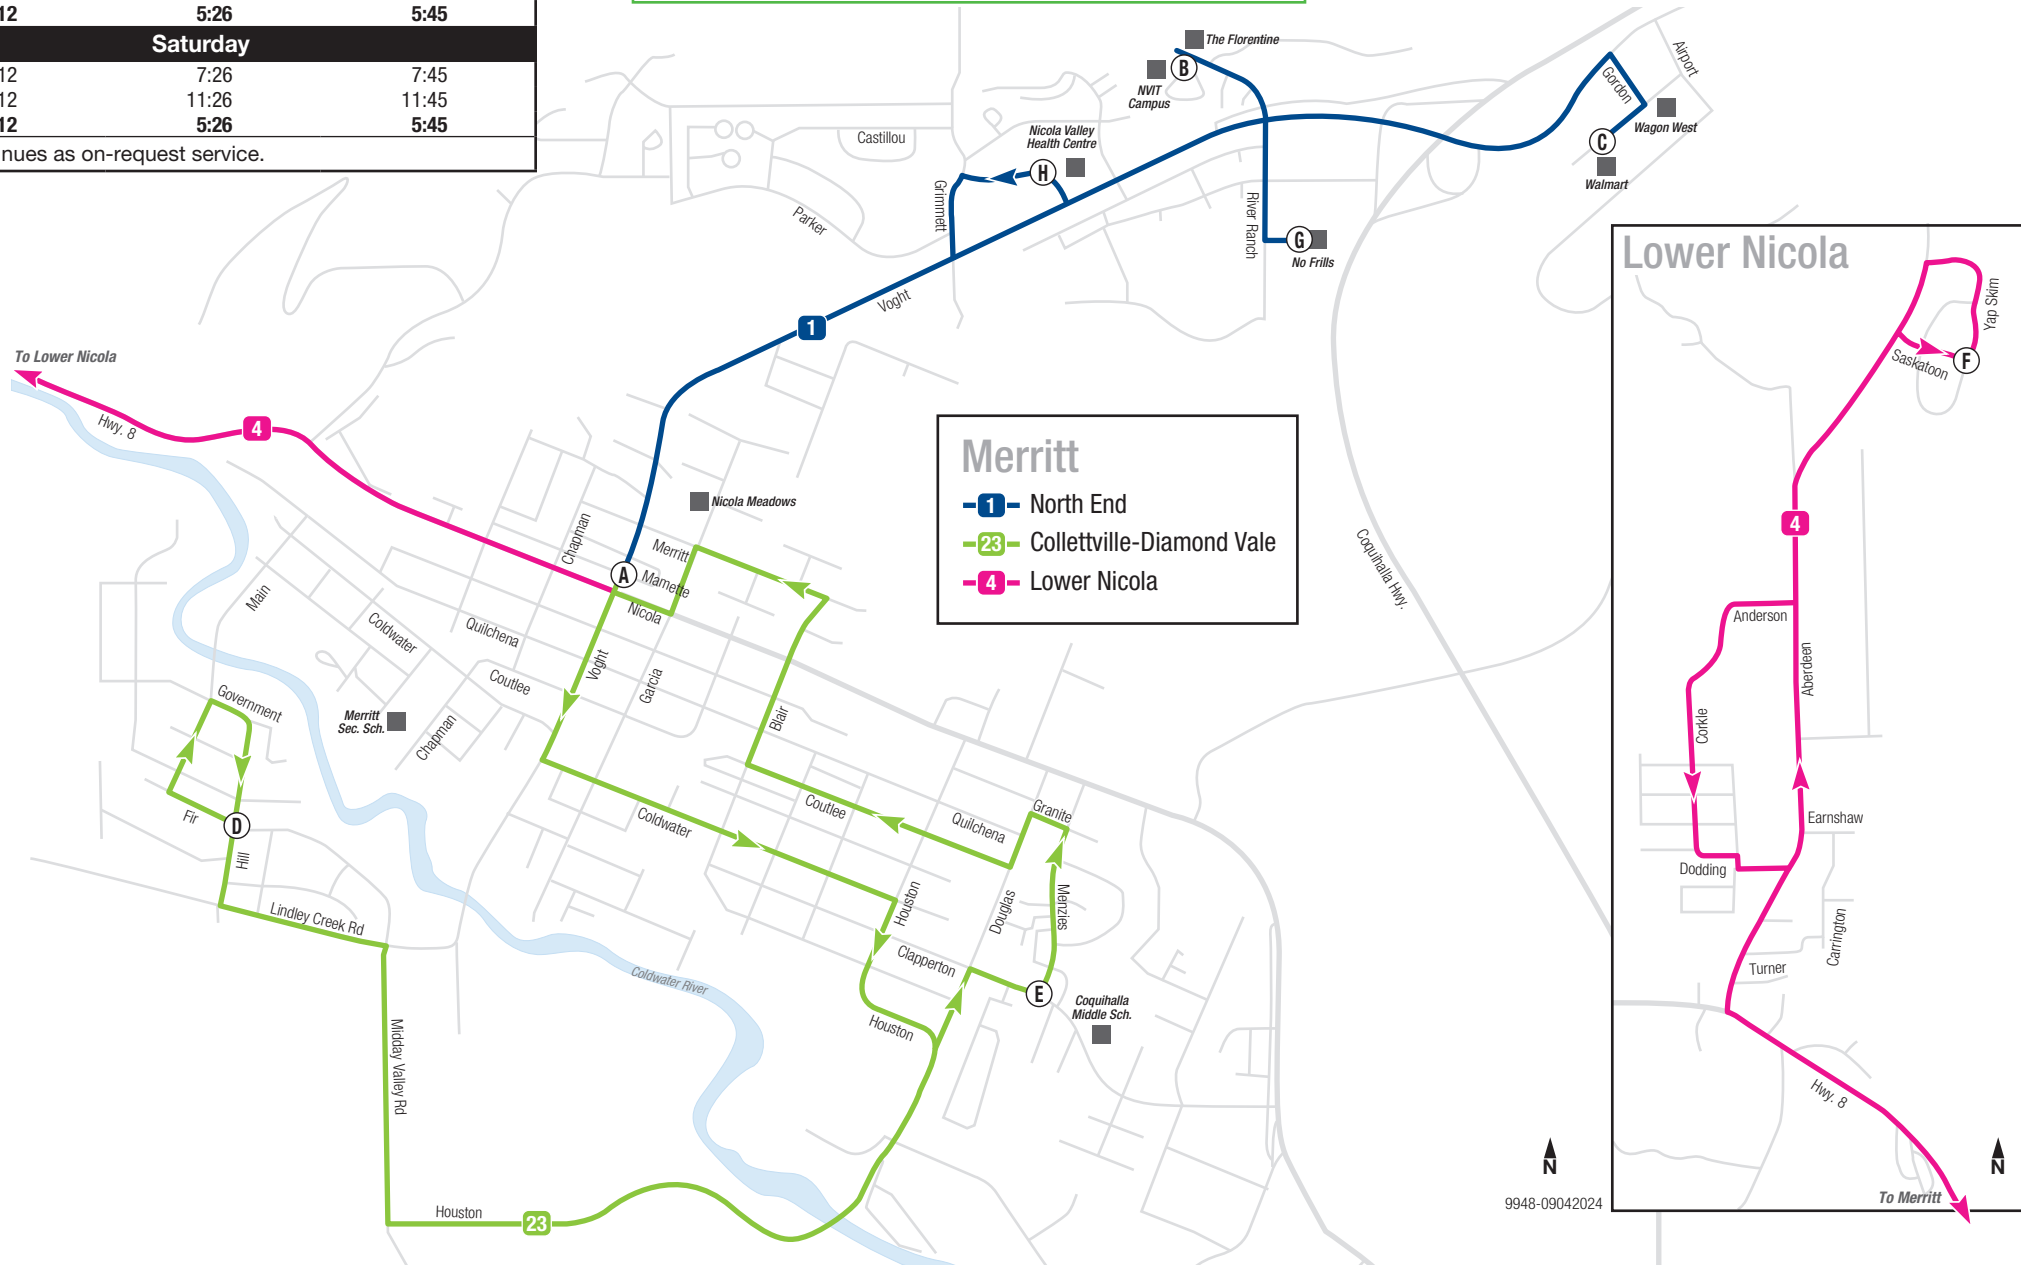 12 5:26 5:45
Saturday
12 7:26 7:45
12 11:26 11:45
12 5:26 5:45
nues as on-request service.
The Florentine
B
NVIT
Campus
Castillou
Nicola Valley
Health Centre
H
Grimmett
Parker
River Ranch
G
No Frills
Airport
Gordon
Wagon West
C
Walmart
Voght
1
To Lower Nicola
Hwy. 8
4
Nicola Meadows
Chapman
Merritt
A
Mamette
Nicola
Main
Coldwater
Quilchena
Coutlee
Voght
Garcia
Blair
Merritt
Sec. Sch.
Chapman
Government
Fir
D
Hill
Lindley Creek Rd
Coldwater
Coutlee
Quilchena
Granite
Houston
Douglas
Menzies
Clapperton
E
Coquihalla
Middle Sch.
Houston
Coldwater River
Midday Valley Rd
Houston
23
Merritt
1 North End
23 Collettville-Diamond Vale
4 Lower Nicola
Coquihalla Hwy.
N
9948-09042024
Lower Nicola
Yap Skim
Saskatoon
F
4
Anderson
Aberdeen
Corkle
Earnshaw
Dodding
Carrington
Turner
Hwy. 8
N
To Merritt